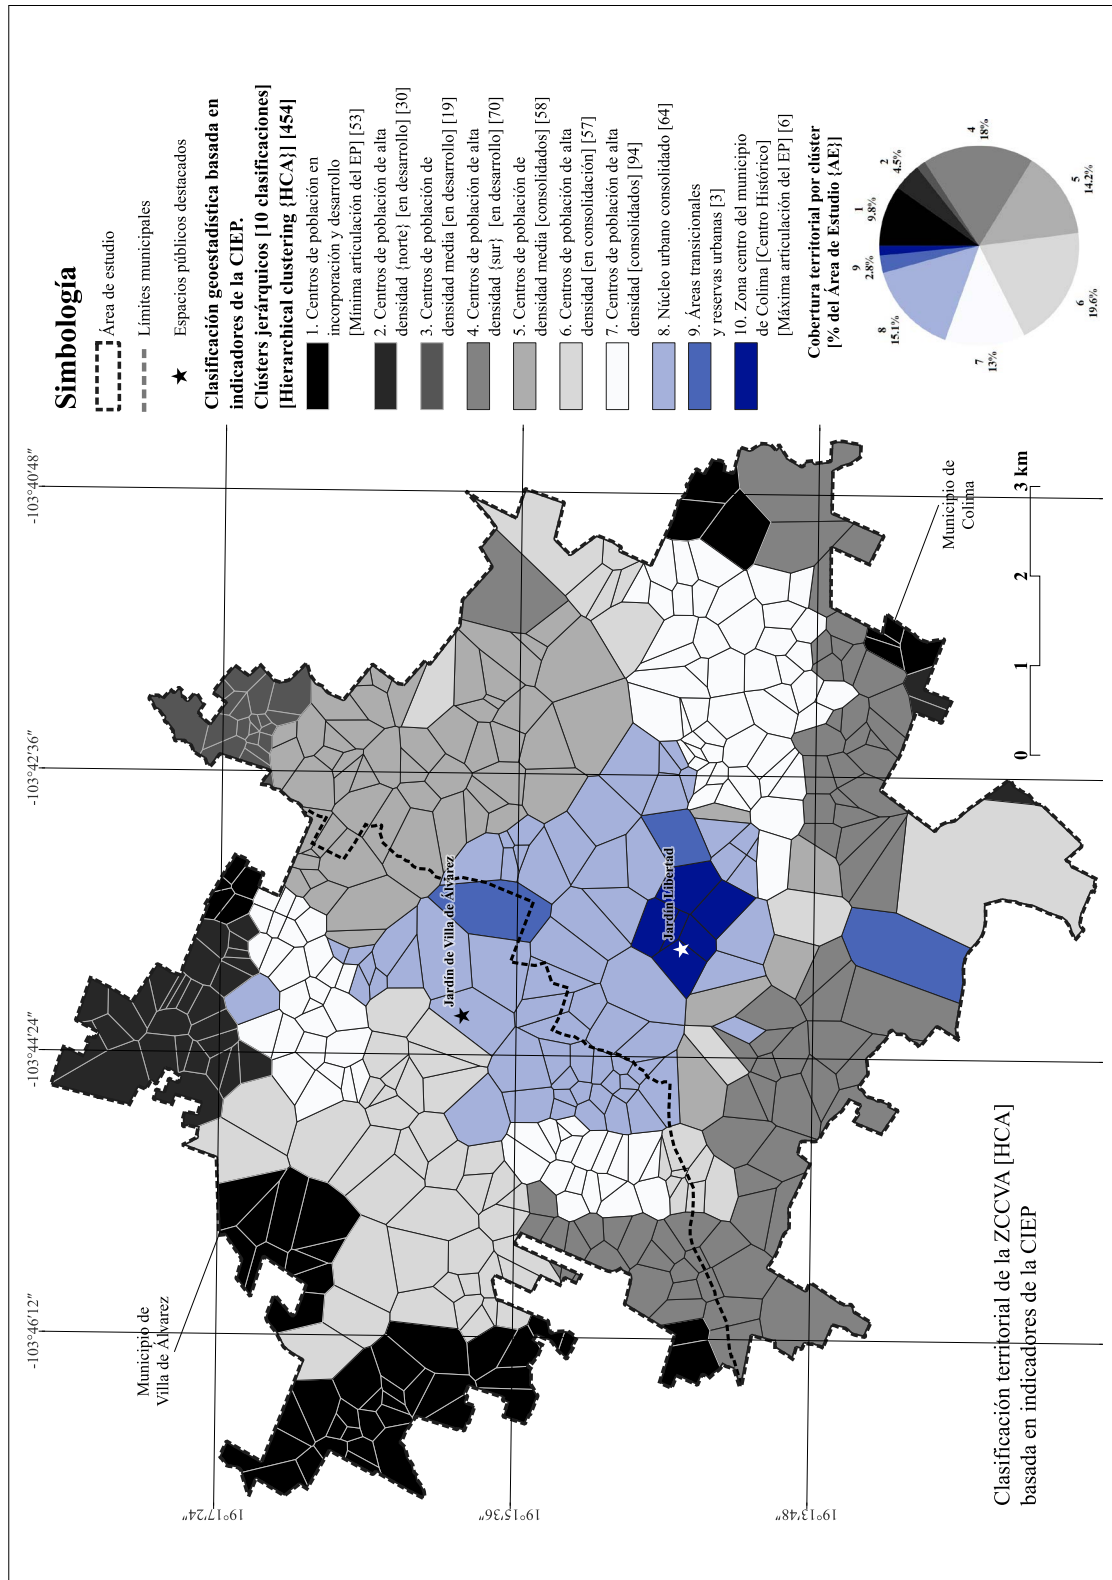 Simbología
Área de estudio
Límites municipales
Espacios públicos destacados
Clasificación geoestadística basada en
indicadores de la CIEP.
Clústers jerárquicos [10 clasificaciones]
[Hierarchical clustering {HCA}] [454]
1. Centros de población en
incorporación y desarrollo
[Mínima articulación del EP] [53]
2. Centros de población de alta
densidad {norte} [en desarrollo] [30]
3. Centros de población de
densidad media [en desarrollo] [19]
4. Centros de población de alta
densidad {sur} [en desarrollo] [70]
5. Centros de población de
densidad media [consolidados] [58]
6. Centros de población de alta
densidad [en consolidación] [57]
7. Centros de población de alta
densidad [consolidados] [94]
8. Núcleo urbano consolidado [64]
9. Áreas transicionales
y reservas urbanas [3]
10. Zona centro del municipio
de Colima [Centro Histórico]
[Máxima articulación del EP] [6]
Cobertura territorial por clúster
[% del Área de Estudio {AE}]
1
9.8%
2
4.5%
4
18%
5
14.2%
6
19.6%
7
13%
8
15.1%
9
2.8%
-103°46'12"
-103°44'24"
-103°42'36"
-103°40'48"
19°17'24"
19°15'36"
19°13'48"
Municipio de
Villa de Álvarez
Jardín de Villa de Álvarez
Jardín Libertad
Municipio de
Colima
0 1 2 3 km
Clasificación territorial de la ZCCVA [HCA]
basada en indicadores de la CIEP